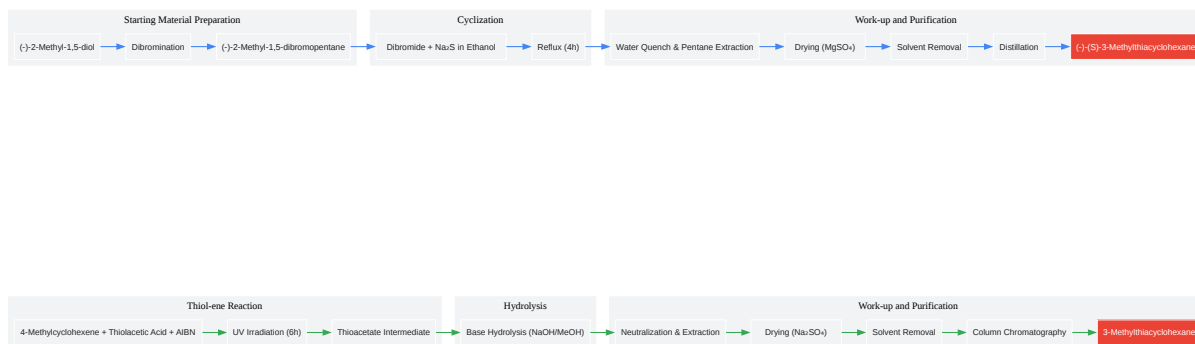 Starting Material Preparation
Cyclization
Work-up and Purification
(-)-2-Methyl-1,5-diol
Dibromination
(-)-2-Methyl-1,5-dibromopentane
Dibromide + Na₂S in Ethanol
Reflux (4h)
Water Quench & Pentane Extraction
Drying (MgSO₄)
Solvent Removal
Distillation
(-)-(S)-3-Methylthiacyclohexane
Thiol-ene Reaction
Hydrolysis
Work-up and Purification
4-Methylcyclohexene + Thiolacetic Acid + AIBN
UV Irradiation (6h)
Thioacetate Intermediate
Base Hydrolysis (NaOH/MeOH)
Neutralization & Extraction
Drying (Na₂SO₄)
Solvent Removal
Column Chromatography
3-Methylthiacyclohexane